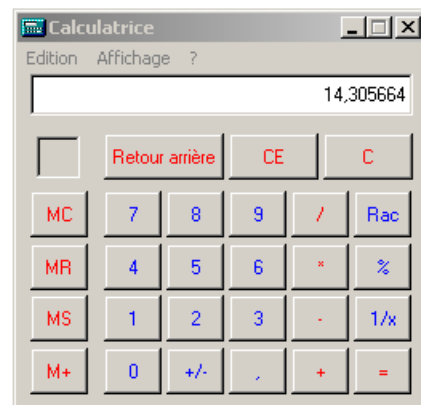 Calculatrice
Edition Affichage ?
14,305664
Retour arrière CE C
MC 7 8 9 / Rac
MR 4 5 6 * %
MS 1 2 3 - 1/x
M+ 0 +/- , + =